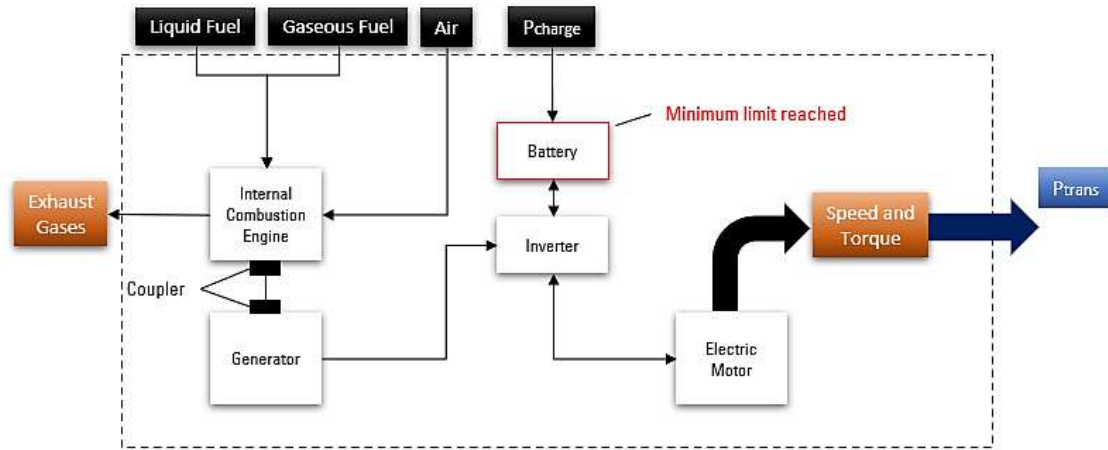 Liquid Fuel
Gaseous Fuel
Air
Pcharge
Minimum limit reached
Battery
Internal
Combustion
Engine
Exhaust
Gases
Inverter
Speed and
Torque
Ptrans
Coupler
Generator
Electric
Motor